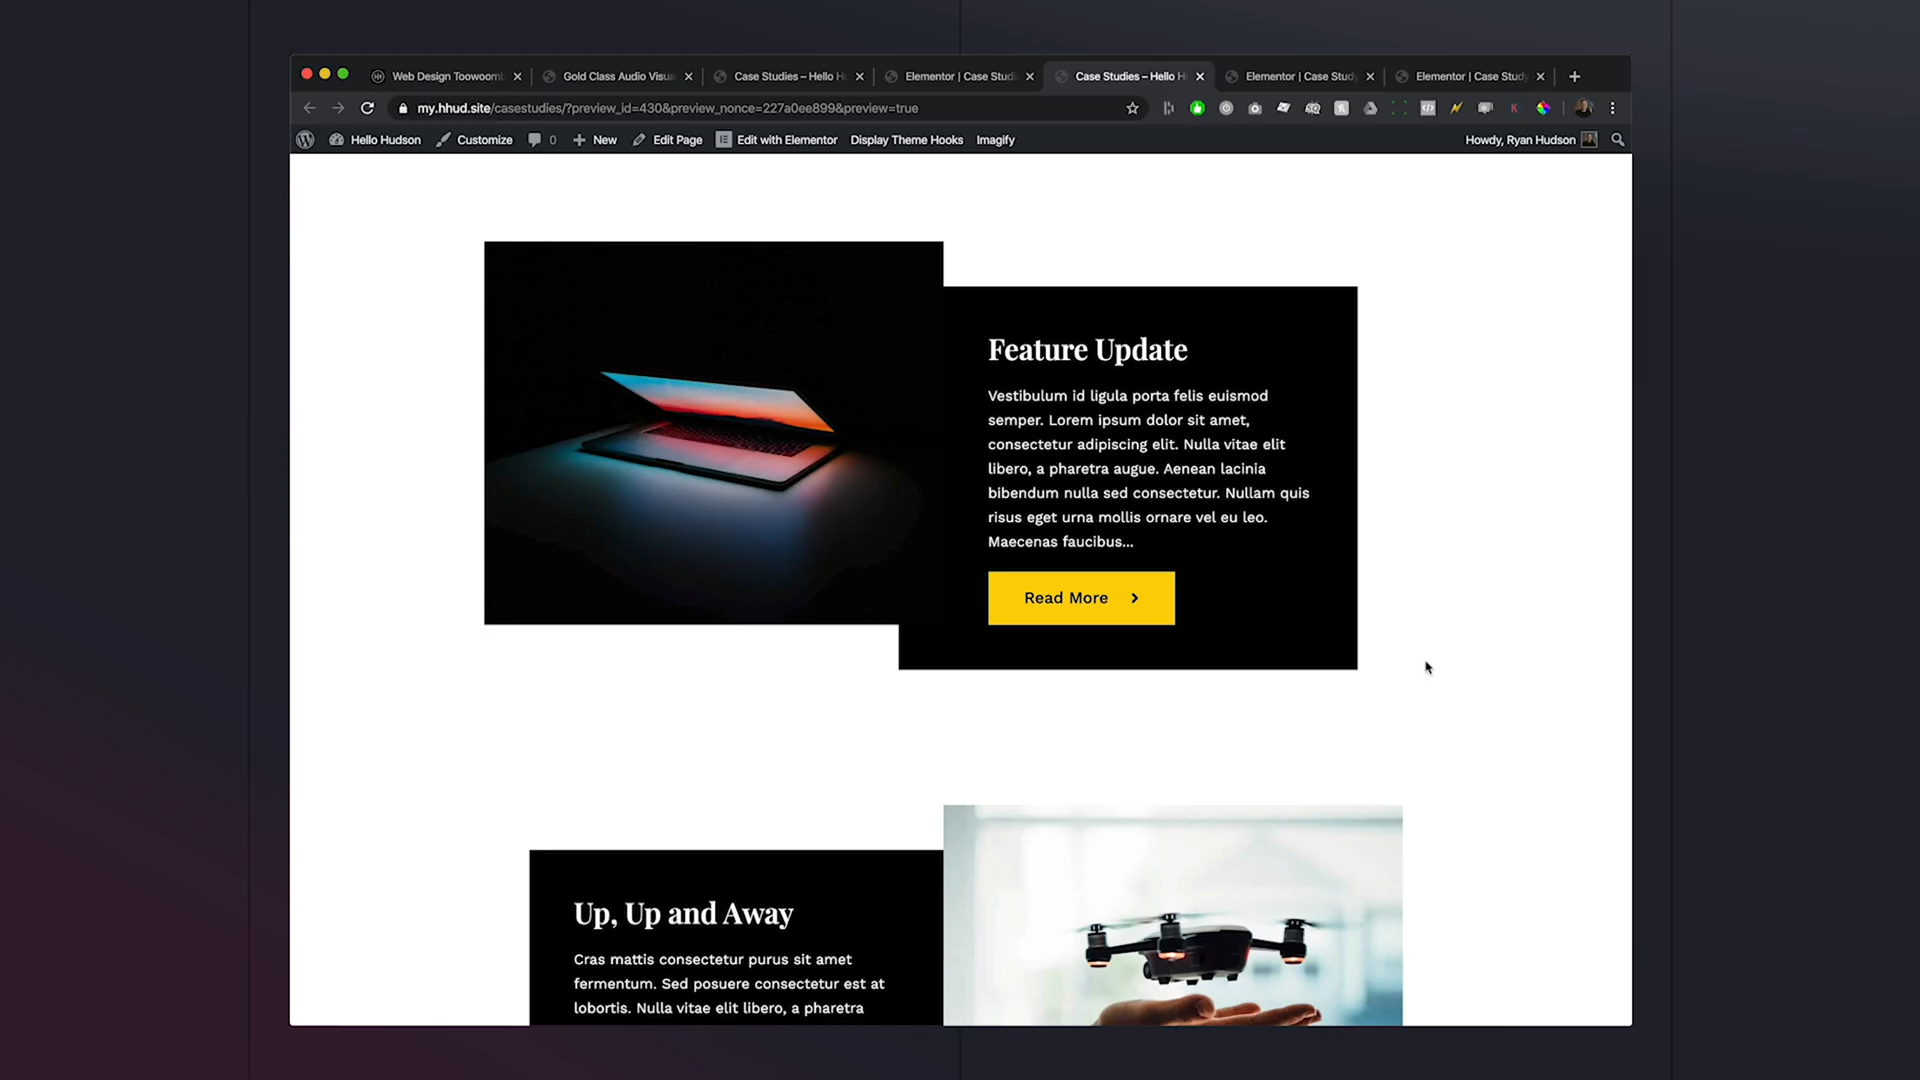 Web Design Toowoom
Gold Class Audio Visua
Case Studies – Hello H
Elementor | Case Studi
Case Studies – Hello H
Elementor | Case Study
Elementor | Case Study
my.hhud.site/casestudies/?preview_id=430&preview_nonce=227a0ee899&preview=true
Hello Hudson
Customize
0
New
Edit Page
Edit with Elementor
Display Theme Hooks
Imagify
Howdy, Ryan Hudson
Feature Update
Vestibulum id ligula porta felis euismod
semper. Lorem ipsum dolor sit amet,
consectetur adipiscing elit. Nulla vitae elit
libero, a pharetra augue. Aenean lacinia
bibendum nulla sed consectetur. Nullam quis
risus eget urna mollis ornare vel eu leo.
Maecenas faucibus...
Read More
Up, Up and Away
Cras mattis consectetur purus sit amet
fermentum. Sed posuere consectetur est at
lobortis. Nulla vitae elit libero, a pharetra